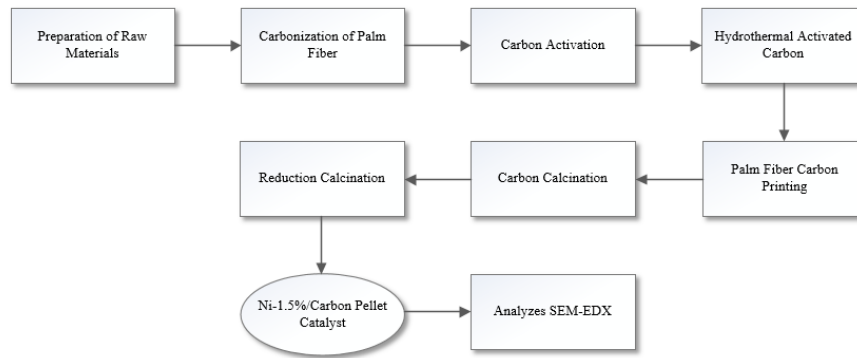 Preparation of Raw
Materials
Carbonization of Palm
Fiber
Carbon Activation
Hydrothermal Activated
Carbon
Palm Fiber Carbon
Printing
Carbon Calcination
Reduction Calcination
Ni-1.5%/Carbon Pellet
Catalyst
Analyzes SEM-EDX